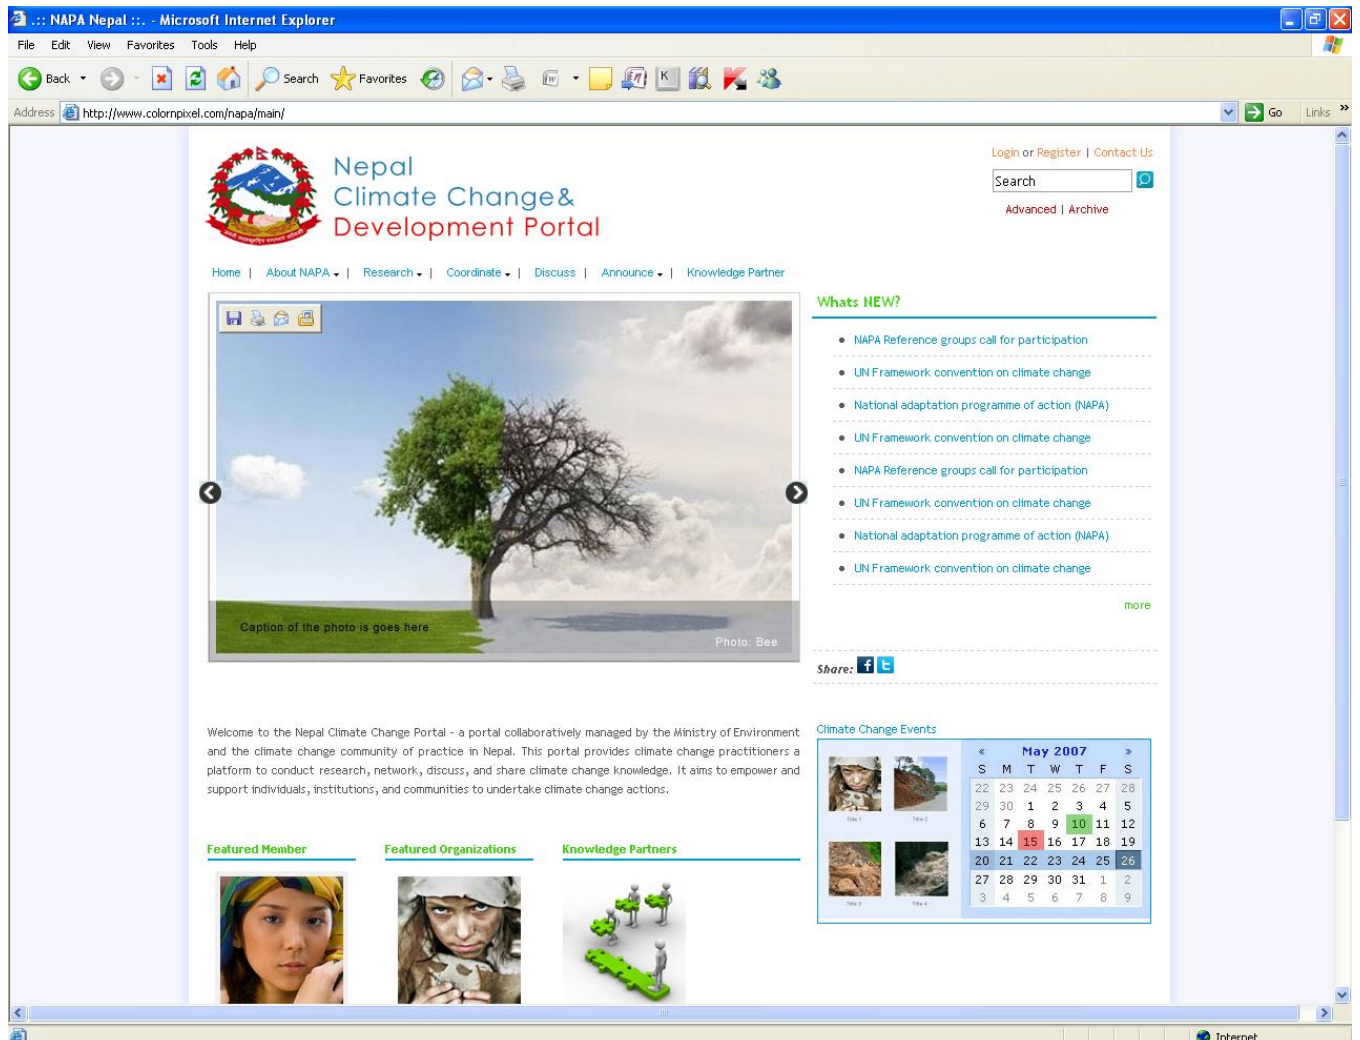 .:: NAPA Nepal ::. - Microsoft Internet Explorer
File Edit View Favorites Tools Help
Back Search Favorites
Address http://www.colornpixel.com/napa/main/ Go Links »
Login or Register | Contact Us
Nepal
Climate Change&
Development Portal
Search
Advanced | Archive
Home | About NAPA | Research | Coordinate | Discuss | Announce | Knowledge Partner
Whats NEW?
NAPA Reference groups call for participation
UN Framework convention on climate change
National adaptation programme of action (NAPA)
UN Framework convention on climate change
NAPA Reference groups call for participation
UN Framework convention on climate change
National adaptation programme of action (NAPA)
UN Framework convention on climate change
more
Caption of the photo is goes here
Photo: Bee
Share:
Welcome to the Nepal Climate Change Portal - a portal collaboratively managed by the Ministry of Environment
and the climate change community of practice in Nepal. This portal provides climate change practitioners a
platform to conduct research, network, discuss, and share climate change knowledge. It aims to empower and
support individuals, institutions, and communities to undertake climate change actions.
Climate Change Events
Title 1 Title 2
Title 3 Title 4
« May 2007 »
S M T W T F S
22 23 24 25 26 27 28
29 30 1 2 3 4 5
6 7 8 9 10 11 12
13 14 15 16 17 18 19
20 21 22 23 24 25 26
27 28 29 30 31 1 2
3 4 5 6 7 8 9
Featured Member
Featured Organizations
Knowledge Partners
Internet